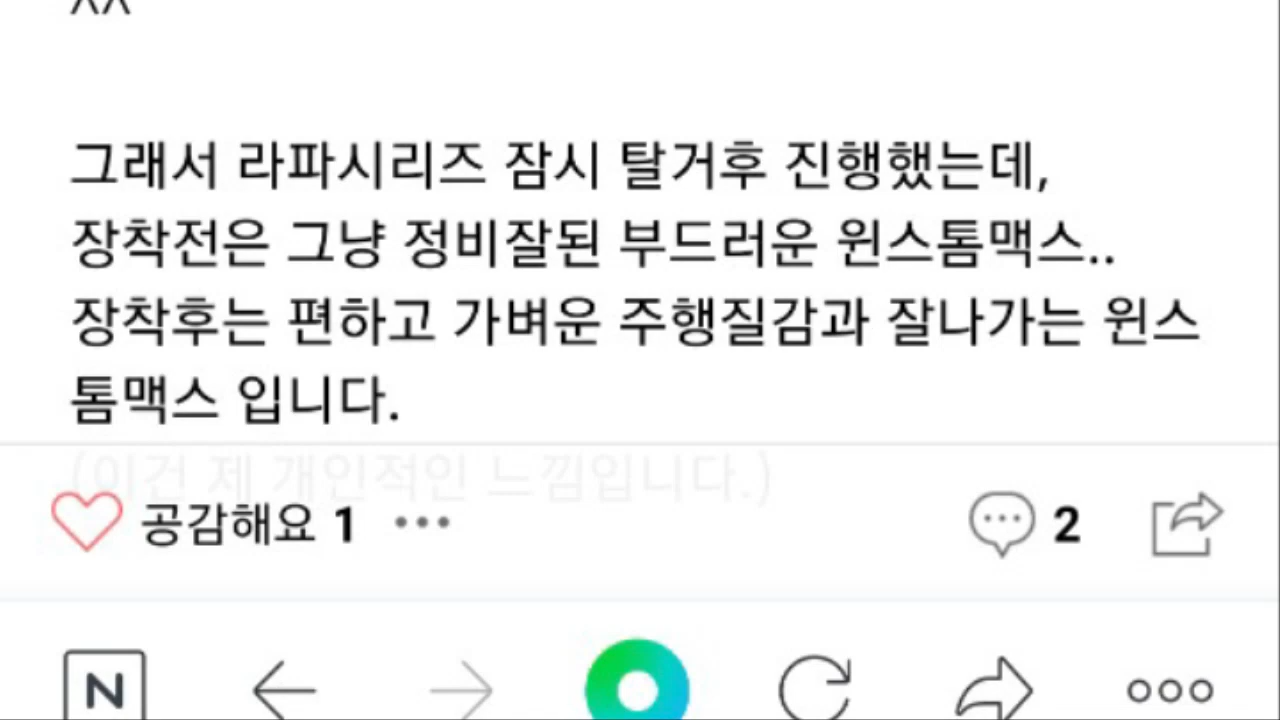 ^^
그래서 라파시리즈 잠시 탈거후 진행했는데,
장착전은 그냥 정비잘된 부드러운 윈스톰맥스..
장착후는 편하고 가벼운 주행질감과 잘나가는 윈스
톰맥스 입니다.
(이건 제 개인적인 느낌입니다.)
공감해요 1 2
N